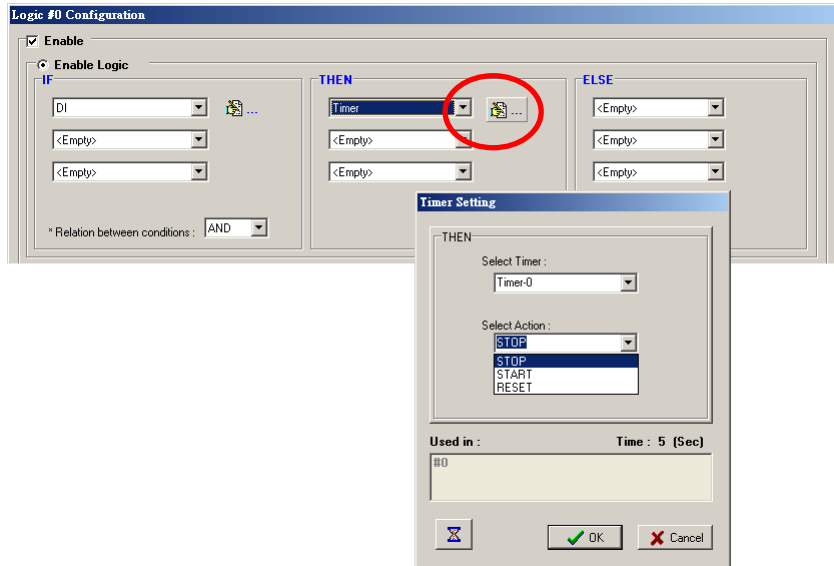 Logic #0 Configuration
Enable
Enable Logic
IF
THEN
ELSE
DI
...
Timer
...
<Empty>
<Empty>
<Empty>
<Empty>
<Empty>
<Empty>
<Empty>
* Relation between conditions :
AND
Timer Setting
THEN
Select Timer :
Timer-0
Select Action :
STOP
STOP
START
RESET
Used in :
Time : 5 (Sec)
#0
OK
Cancel